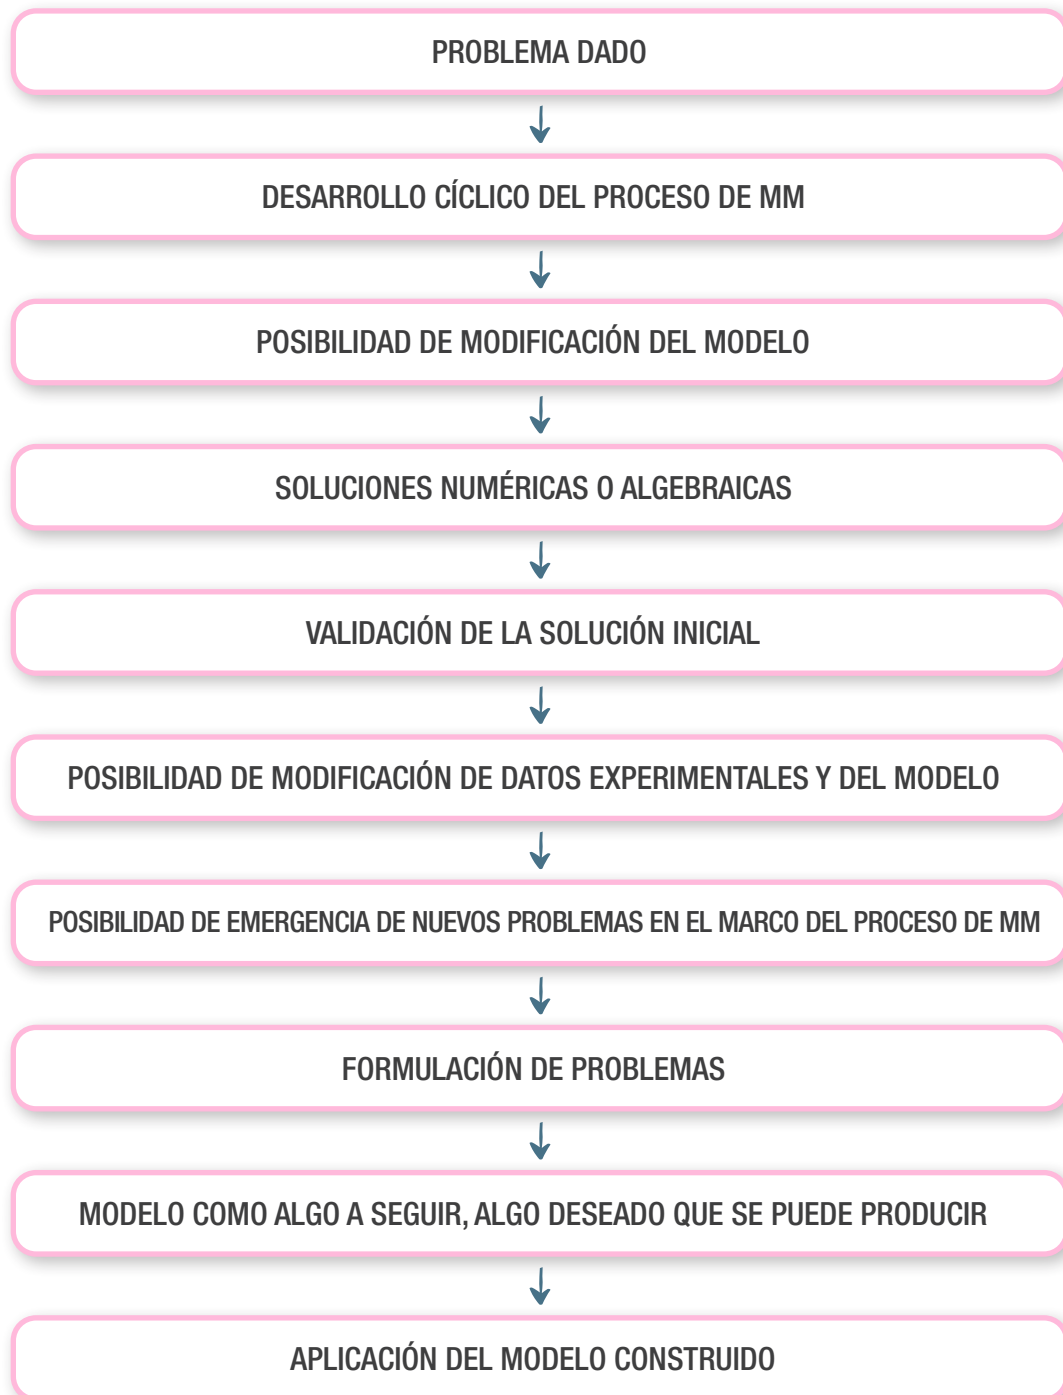 PROBLEMA DADO
DESARROLLO CÍCLICO DEL PROCESO DE MM
POSIBILIDAD DE MODIFICACIÓN DEL MODELO
SOLUCIONES NUMÉRICAS O ALGEBRAICAS
VALIDACIÓN DE LA SOLUCIÓN INICIAL
POSIBILIDAD DE MODIFICACIÓN DE DATOS EXPERIMENTALES Y DEL MODELO
POSIBILIDAD DE EMERGENCIA DE NUEVOS PROBLEMAS EN EL MARCO DEL PROCESO DE MM
FORMULACIÓN DE PROBLEMAS
MODELO COMO ALGO A SEGUIR, ALGO DESEADO QUE SE PUEDE PRODUCIR
APLICACIÓN DEL MODELO CONSTRUIDO